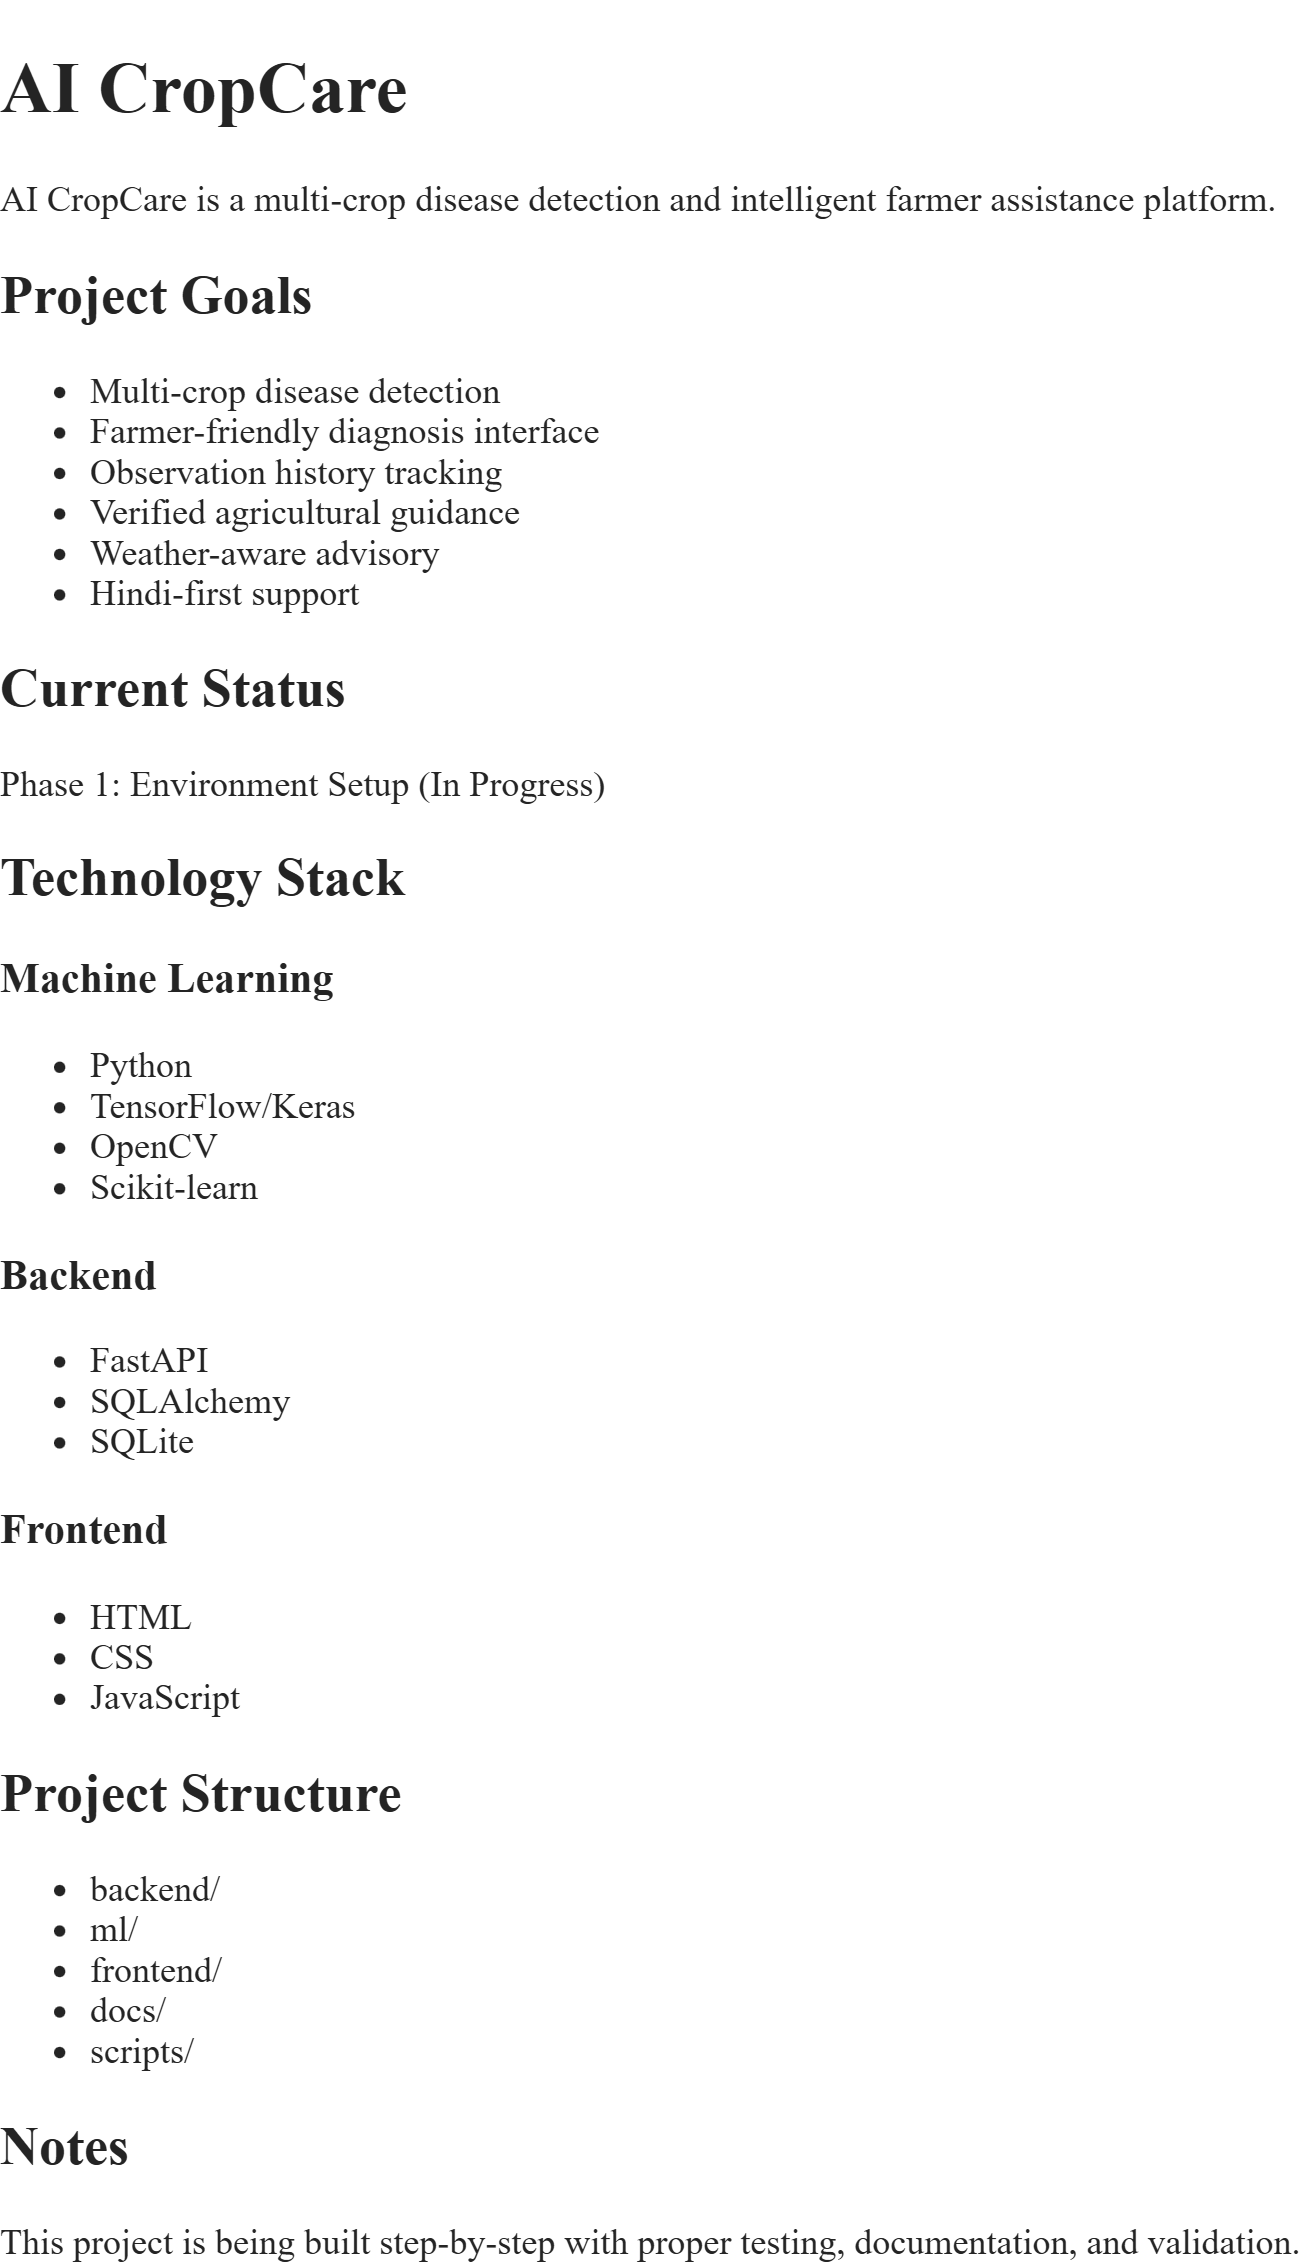 AI CropCare
AI CropCare is a multi-crop disease detection and intelligent farmer assistance platform.
Project Goals
• Multi-crop disease detection
• Farmer-friendly diagnosis interface
• Observation history tracking
• Verified agricultural guidance
• Weather-aware advisory
• Hindi-first support
Current Status
Phase 1: Environment Setup (In Progress)
Technology Stack
Machine Learning
• Python
• TensorFlow/Keras
• OpenCV
• Scikit-learn
Backend
• FastAPI
• SQLAlchemy
• SQLite
Frontend
• HTML
• CSS
• JavaScript
Project Structure
• backend/
• ml/
• frontend/
• docs/
• scripts/
Notes
This project is being built step-by-step with proper testing, documentation, and validation.